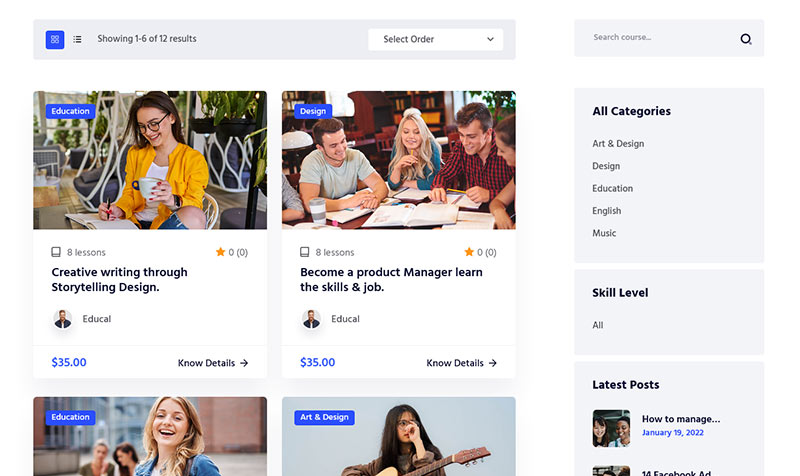 Showing 1-6 of 12 results
Select Order
Search course...
Education
8 lessons
0 (0)
Creative writing through
Storytelling Design.
Educal
$35.00
Know Details
Design
8 lessons
0 (0)
Become a product Manager learn
the skills & job.
Educal
$35.00
Know Details
Education
Art & Design
All Categories
Art & Design
Design
Education
English
Music
Skill Level
All
Latest Posts
How to manage...
January 19, 2022
14 Facebook Ad